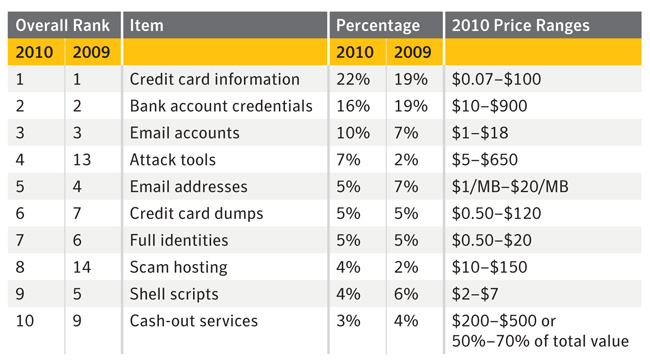 Overall Rank Item Percentage 2010 Price Ranges
2010 2009 2010 2009
1 1 Credit card information 22% 19% $0.07–$100
2 2 Bank account credentials 16% 19% $10–$900
3 3 Email accounts 10% 7% $1–$18
4 13 Attack tools 7% 2% $5–$650
5 4 Email addresses 5% 7% $1/MB–$20/MB
6 7 Credit card dumps 5% 5% $0.50–$120
7 6 Full identities 5% 5% $0.50–$20
8 14 Scam hosting 4% 2% $10–$150
9 5 Shell scripts 4% 6% $2–$7
10 9 Cash-out services 3% 4% $200–$500 or
50%–70% of total value